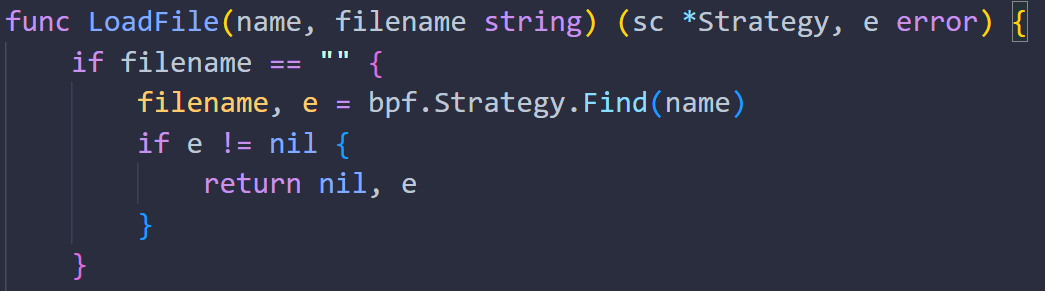 func LoadFile(name, filename string) (sc *Strategy, e error) {
    if filename == "" {
        filename, e = bpf.Strategy.Find(name)
        if e != nil {
            return nil, e
        }
    }